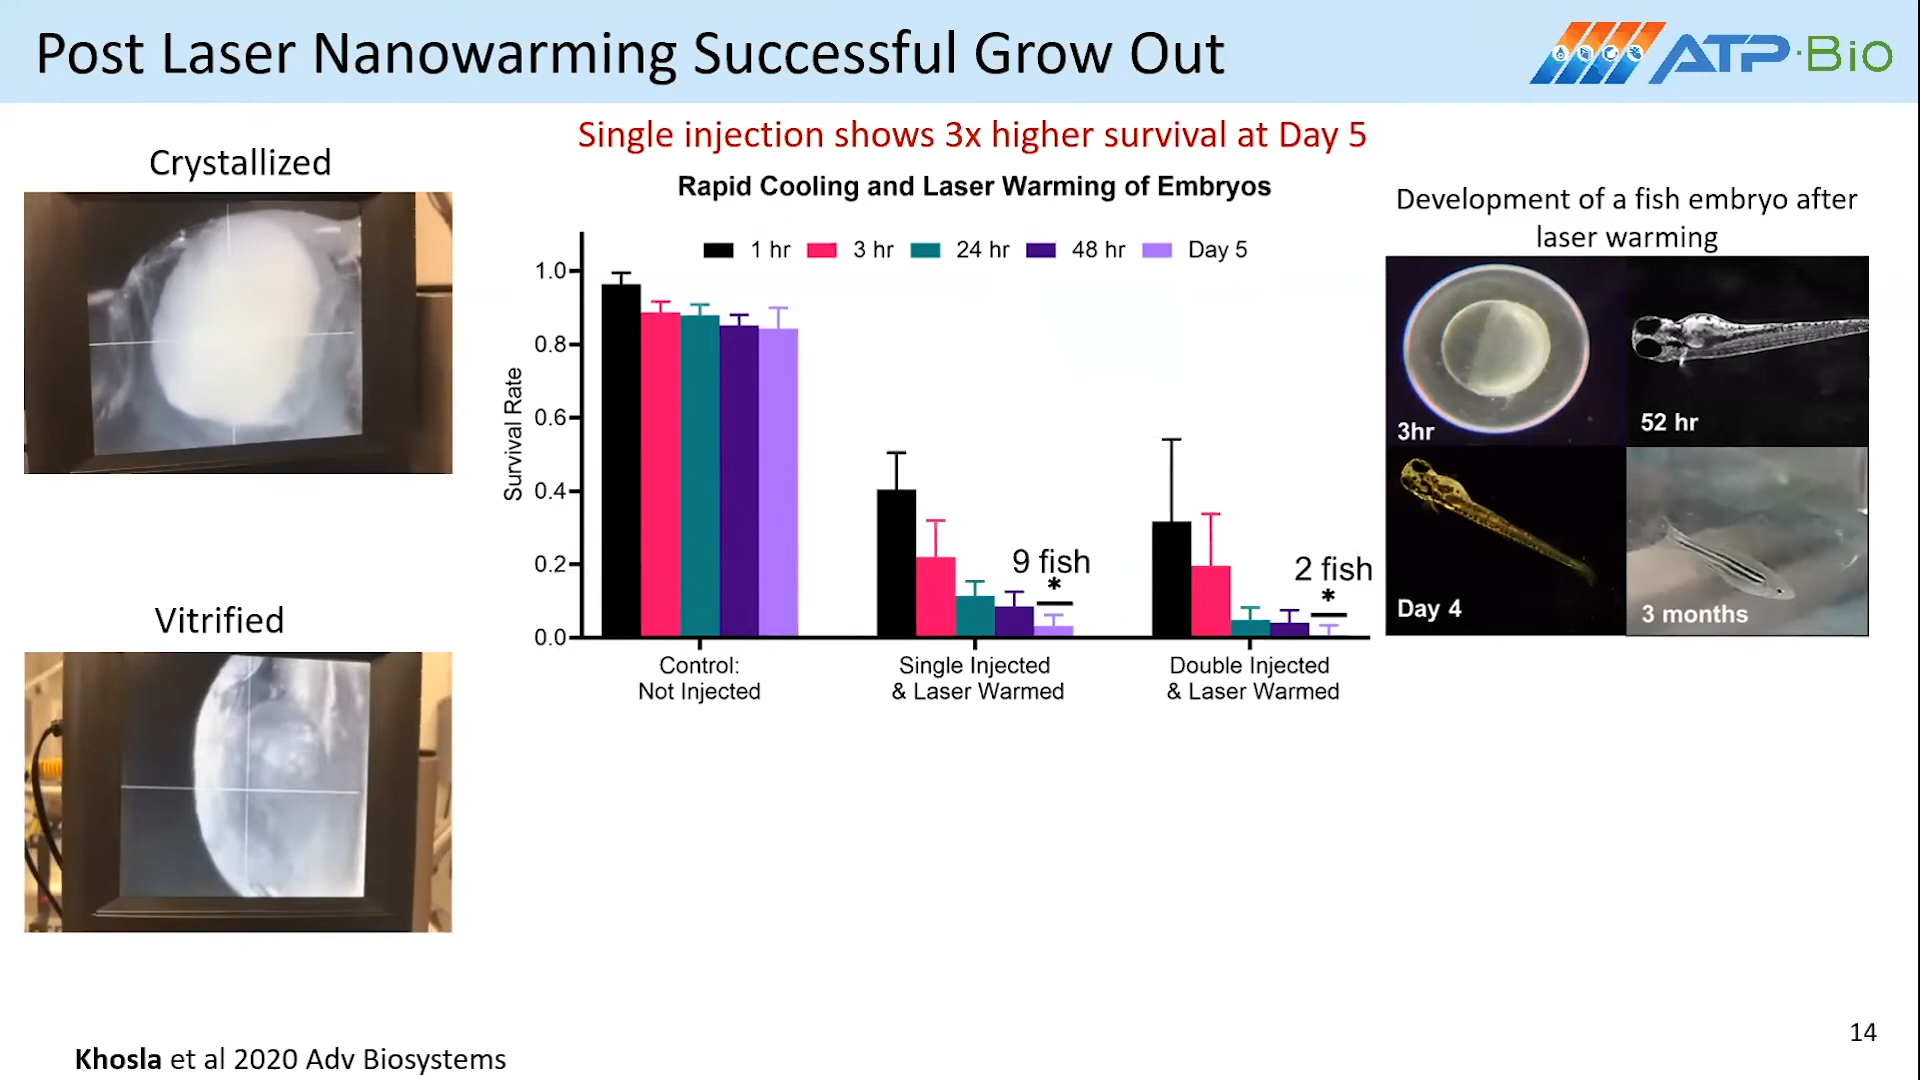 Post Laser Nanowarming Successful Grow Out
ATP·Bio
Single injection shows 3x higher survival at Day 5
Crystallized
Vitrified
Rapid Cooling and Laser Warming of Embryos
1 hr 3 hr 24 hr 48 hr Day 5
Survival Rate
1.0
0.8
0.6
0.4
0.2
0.0
9 fish
*
2 fish
*
Control:
Not Injected
Single Injected
& Laser Warmed
Double Injected
& Laser Warmed
Development of a fish embryo after
laser warming
3hr
52 hr
Day 4
3 months
Khosla et al 2020 Adv Biosystems
14